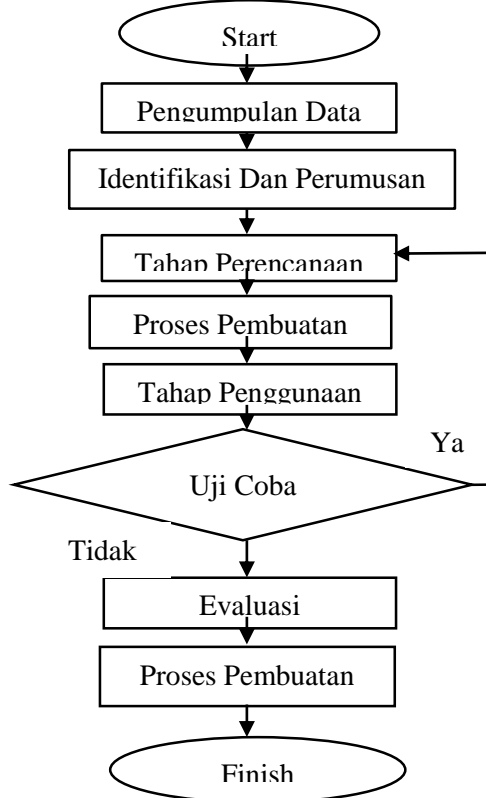 Start
Pengumpulan Data
Identifikasi Dan Perumusan
Tahap Perencanaan
Proses Pembuatan
Tahap Penggunaan
Ya
Uji Coba
Tidak
Evaluasi
Proses Pembuatan
Finish